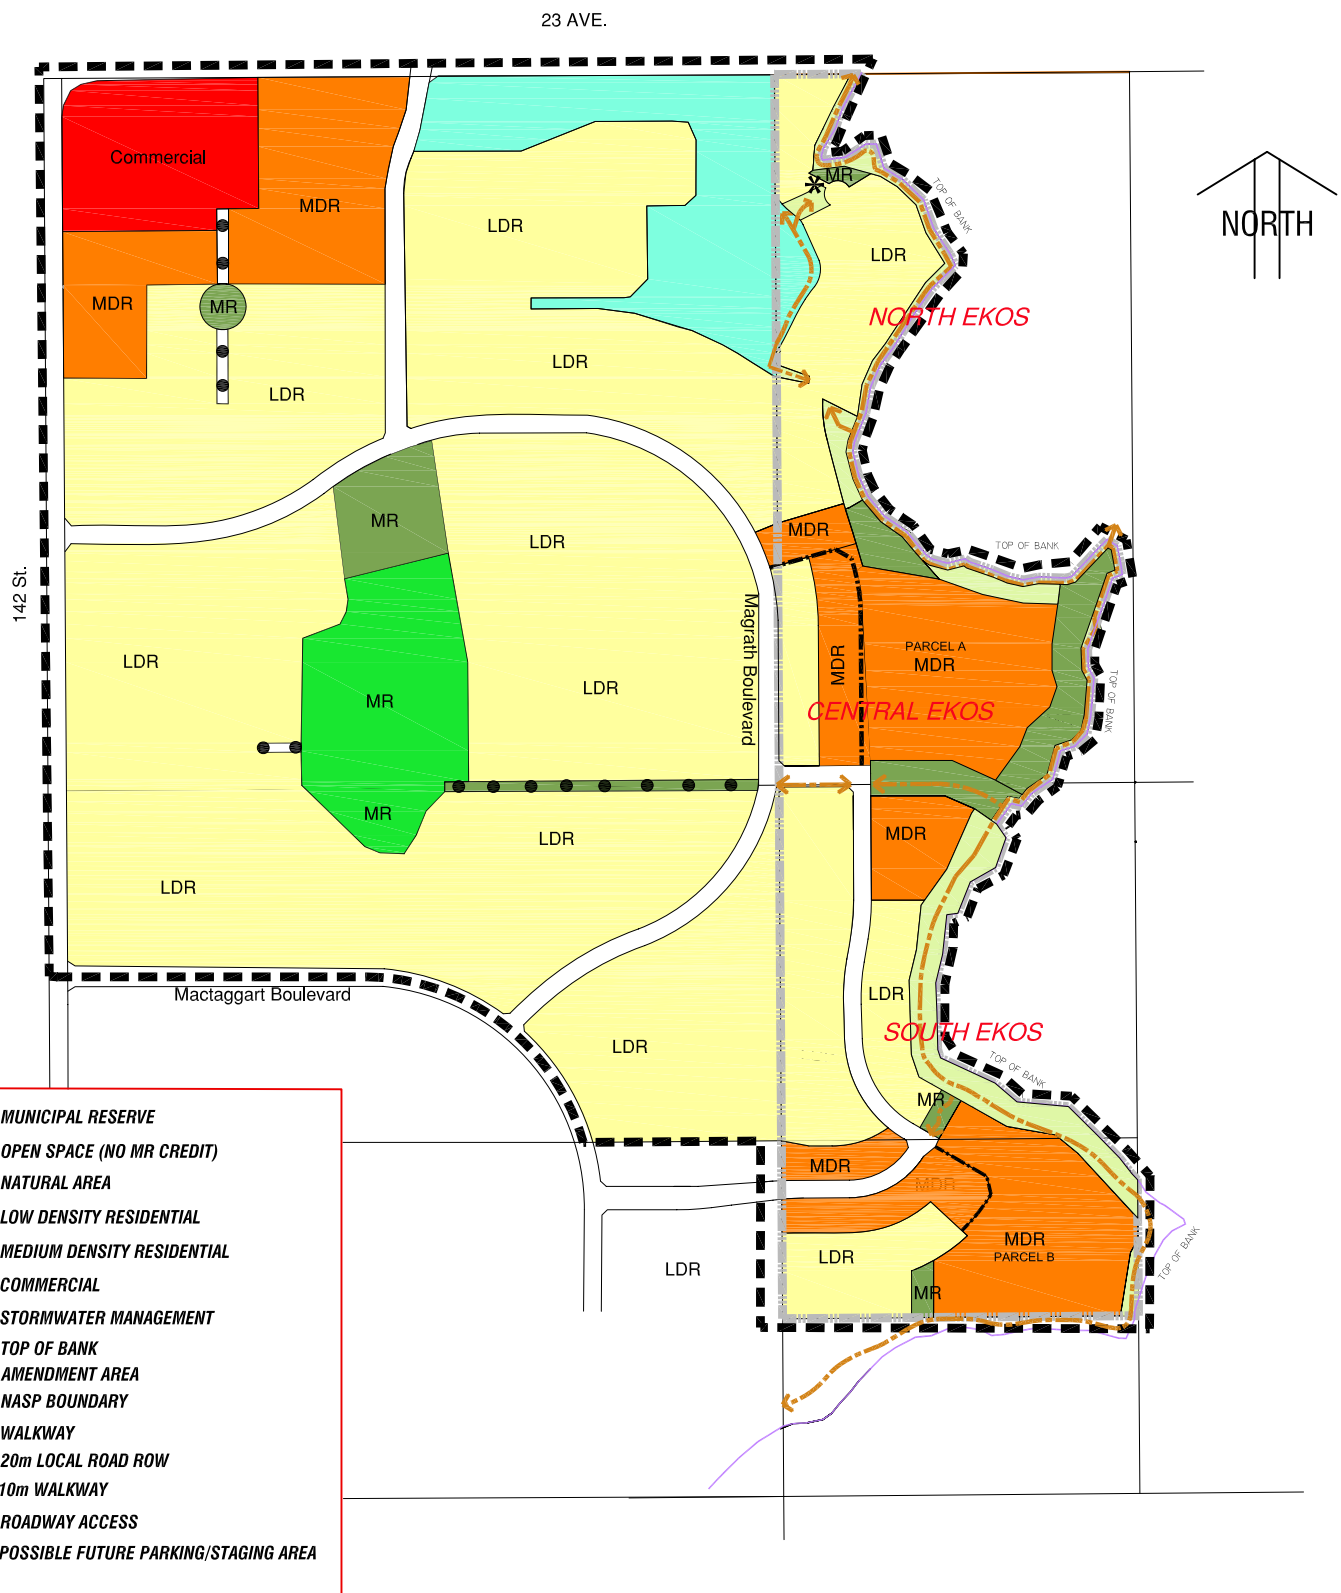 23 AVE.
Commercial
MDR
MDR
MR
LDR
LDR
LDR
MR
LDR
TOP OF BANK
NORTH
NORTH EKOS
MR
LDR
MDR
TOP OF BANK
142 St.
LDR
MR
LDR
Magrath Boulevard
MDR
PARCEL A
MDR
TOP OF BANK
CENTRAL EKOS
MR
LDR
MDR
LDR
Mactaggart Boulevard
LDR
LDR
SOUTH EKOS
TOP OF BANK
MR
MDR
MDR
LDR
LDR
MDR
PARCEL B
MR
TOP OF BANK
MUNICIPAL RESERVE
OPEN SPACE (NO MR CREDIT)
NATURAL AREA
LOW DENSITY RESIDENTIAL
MEDIUM DENSITY RESIDENTIAL
COMMERCIAL
STORMWATER MANAGEMENT
TOP OF BANK
AMENDMENT AREA
NASP BOUNDARY
WALKWAY
20m LOCAL ROAD ROW
10m WALKWAY
ROADWAY ACCESS
POSSIBLE FUTURE PARKING/STAGING AREA